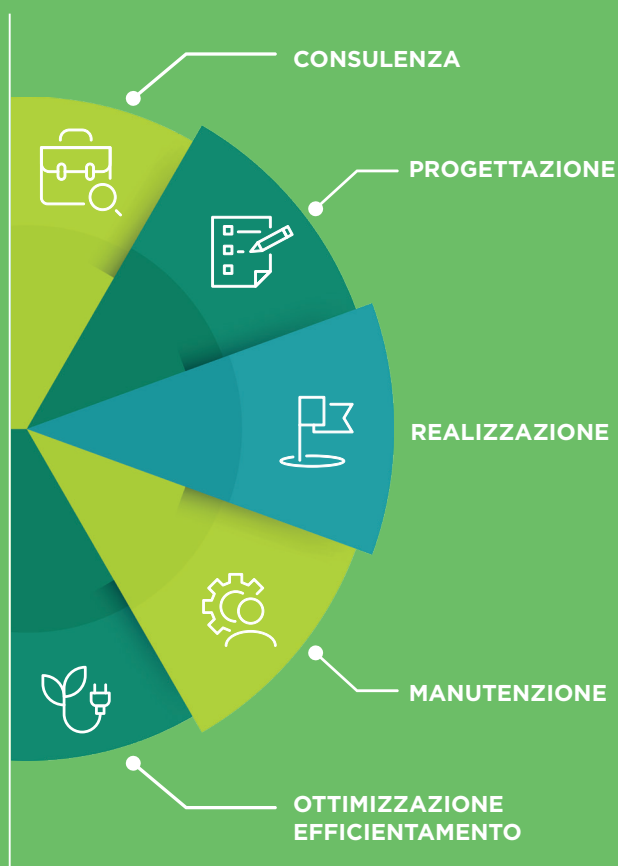 CONSULENZA
PROGETTAZIONE
REALIZZAZIONE
MANUTENZIONE
OTTIMIZZAZIONE
EFFICIENTAMENTO